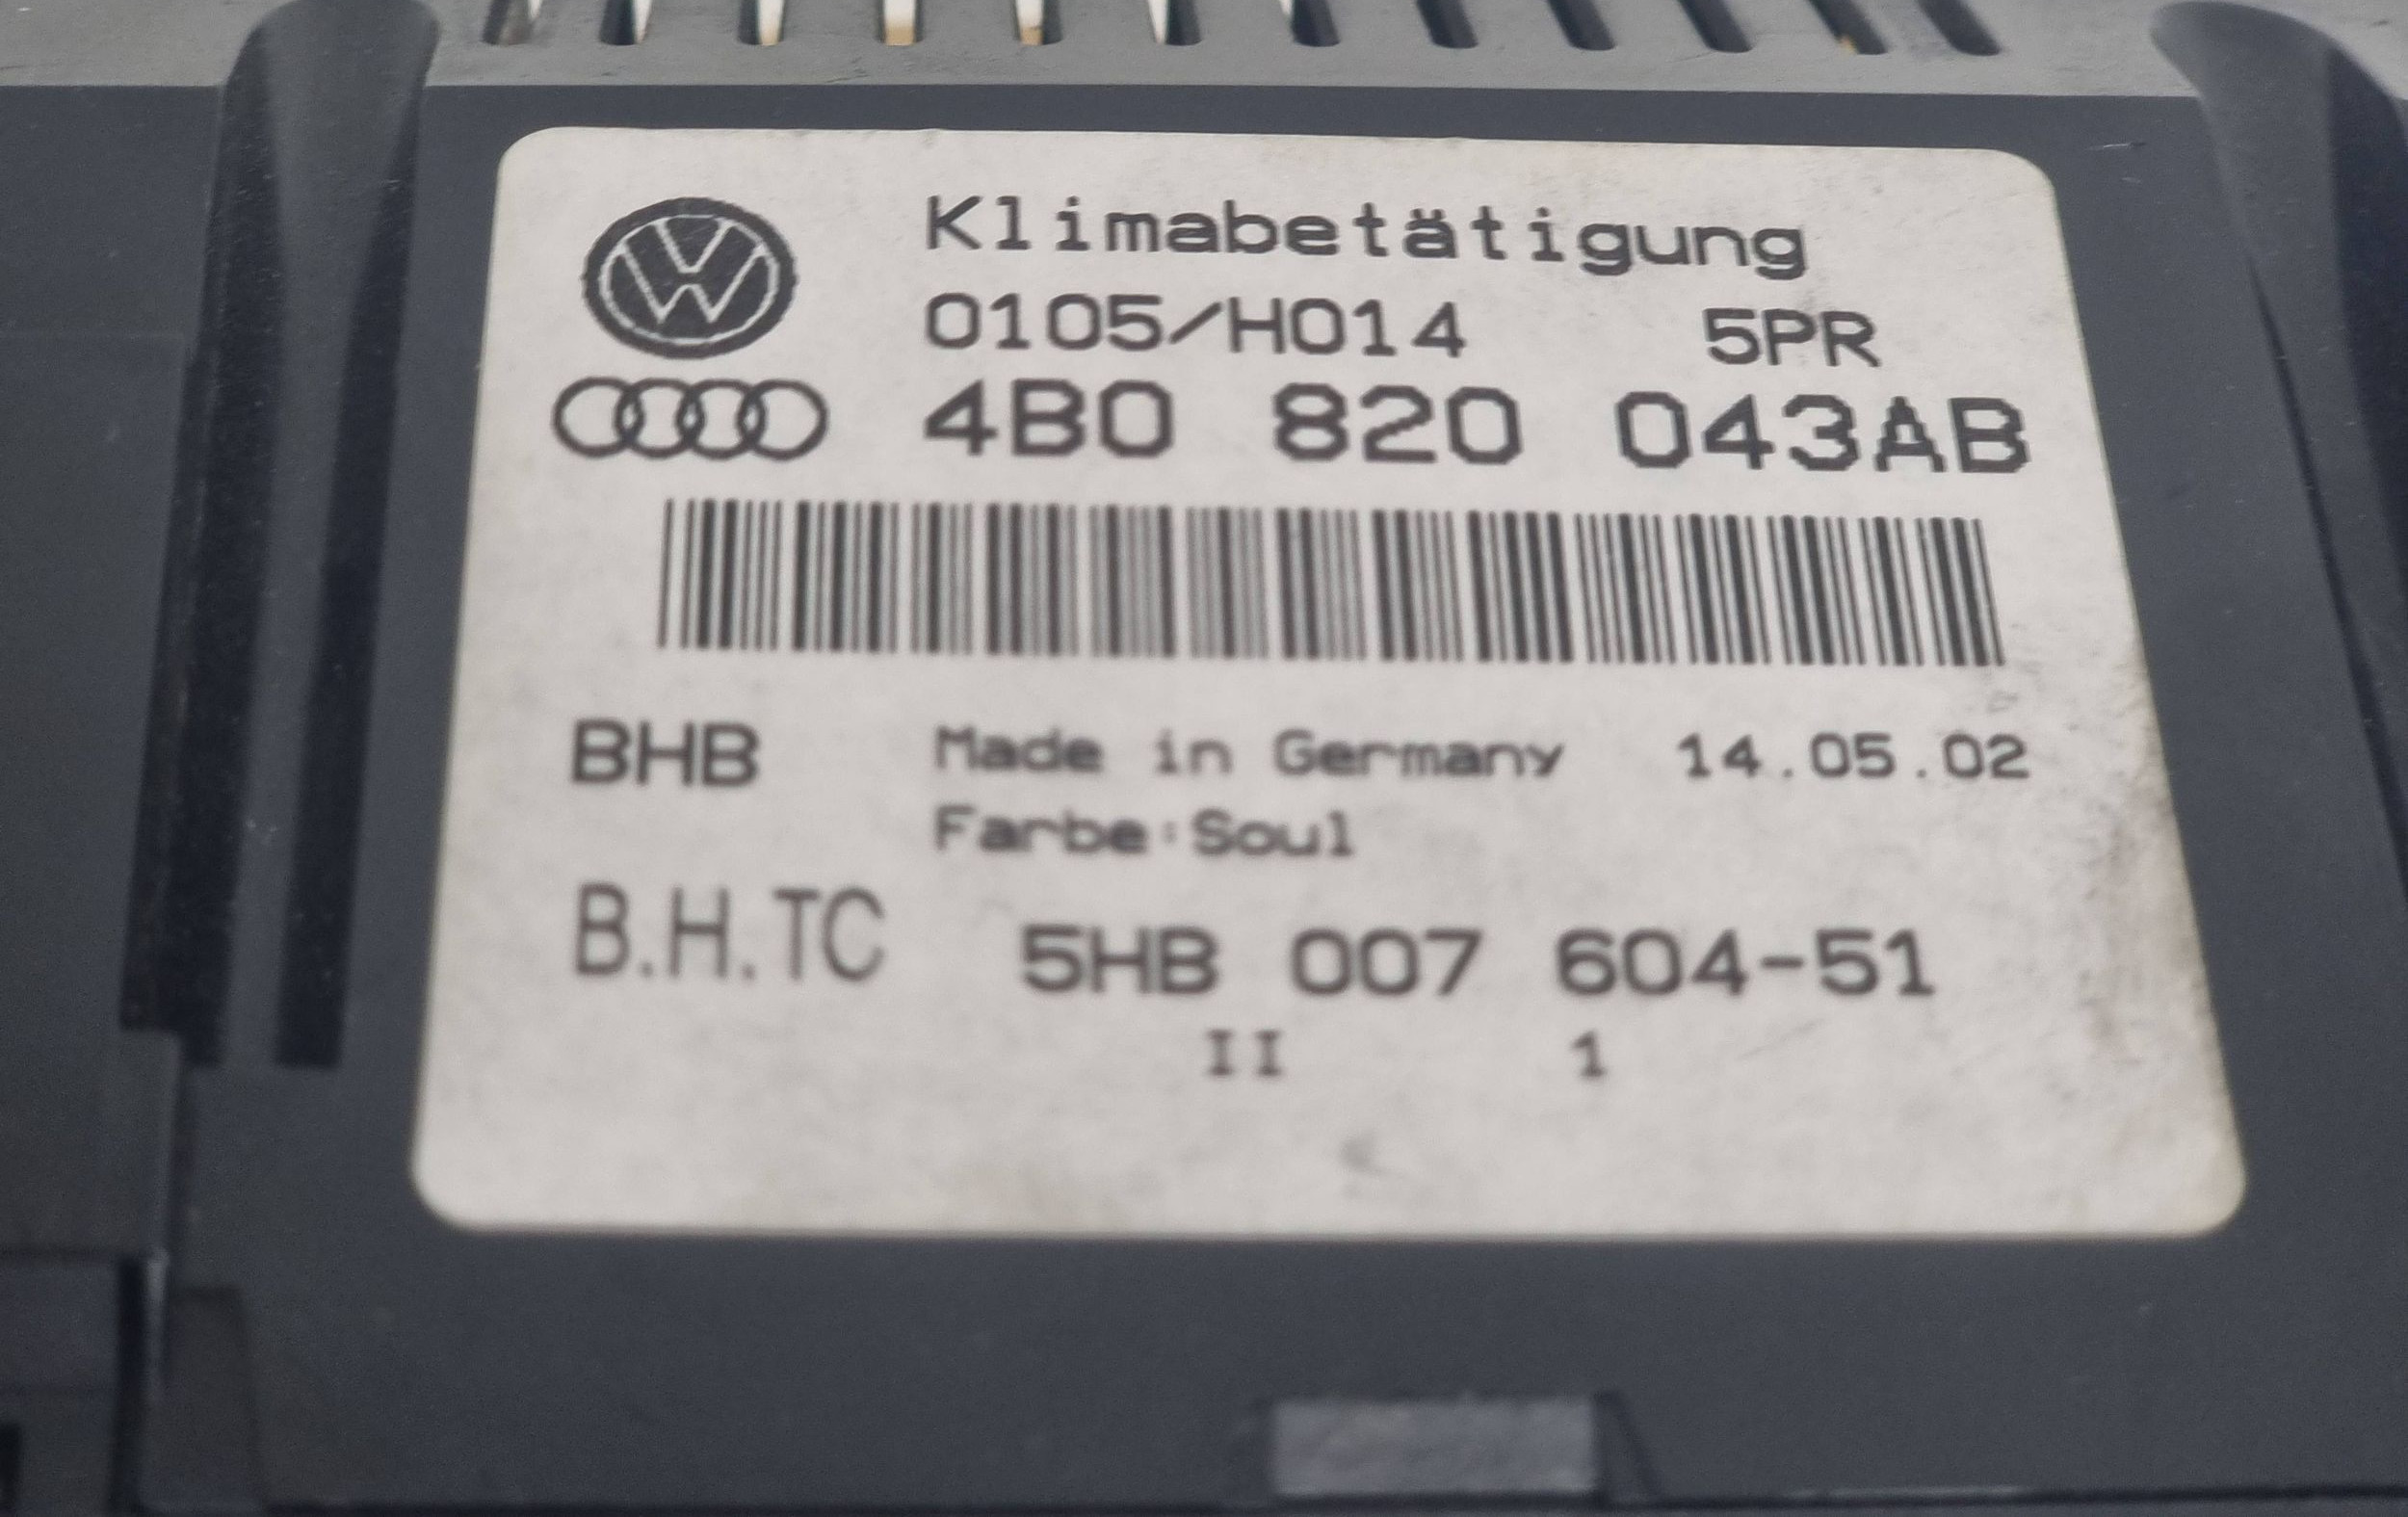 Klimabetätigung
0105/H014 5PR
4B0 820 043AB
BHB Made in Germany 14.05.02
Farbe:Soul
B.H.TC 5HB 007 604-51
II 1